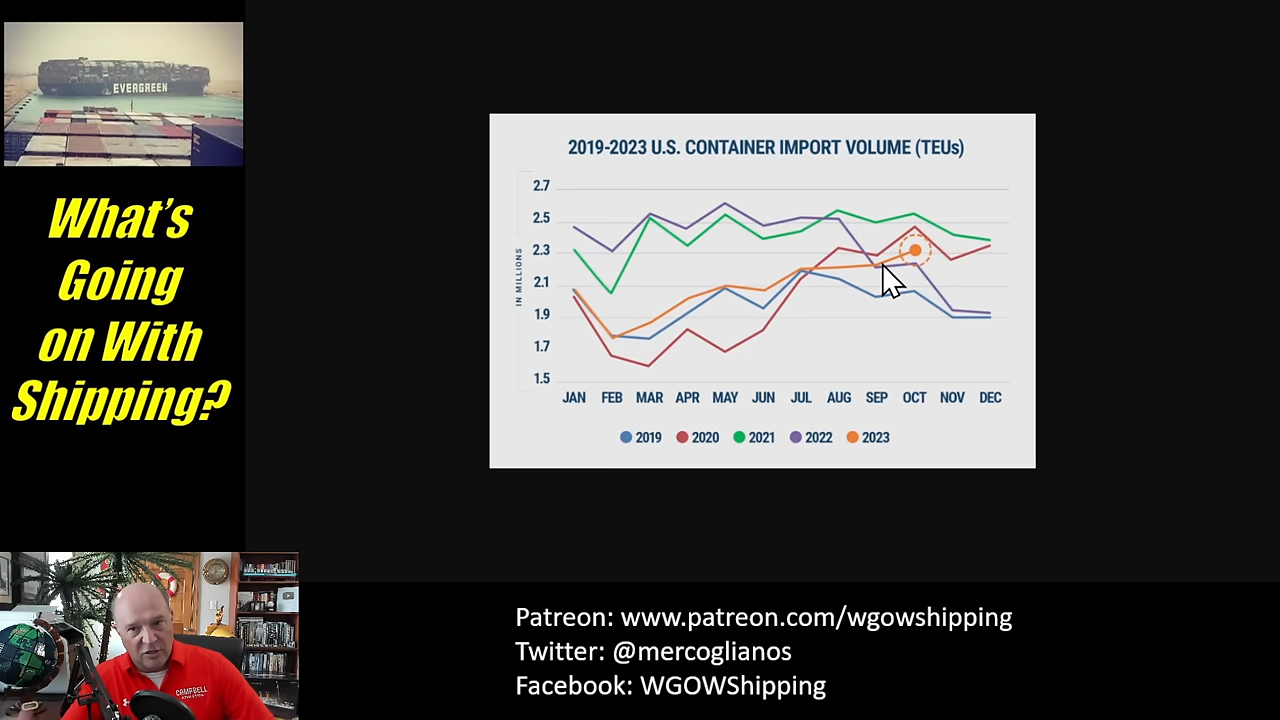 EVERGREEN
What's
Going
on With
Shipping?
2019-2023 U.S. CONTAINER IMPORT VOLUME (TEUs)
IN MILLIONS
2.7
2.5
2.3
2.1
1.9
1.7
1.5
JAN FEB MAR APR MAY JUN JUL AUG SEP OCT NOV DEC
2019 2020 2021 2022 2023
CAMPBELL
Patreon: www.patreon.com/wgowshipping
Twitter: @mercoglianos
Facebook: WGOWShipping